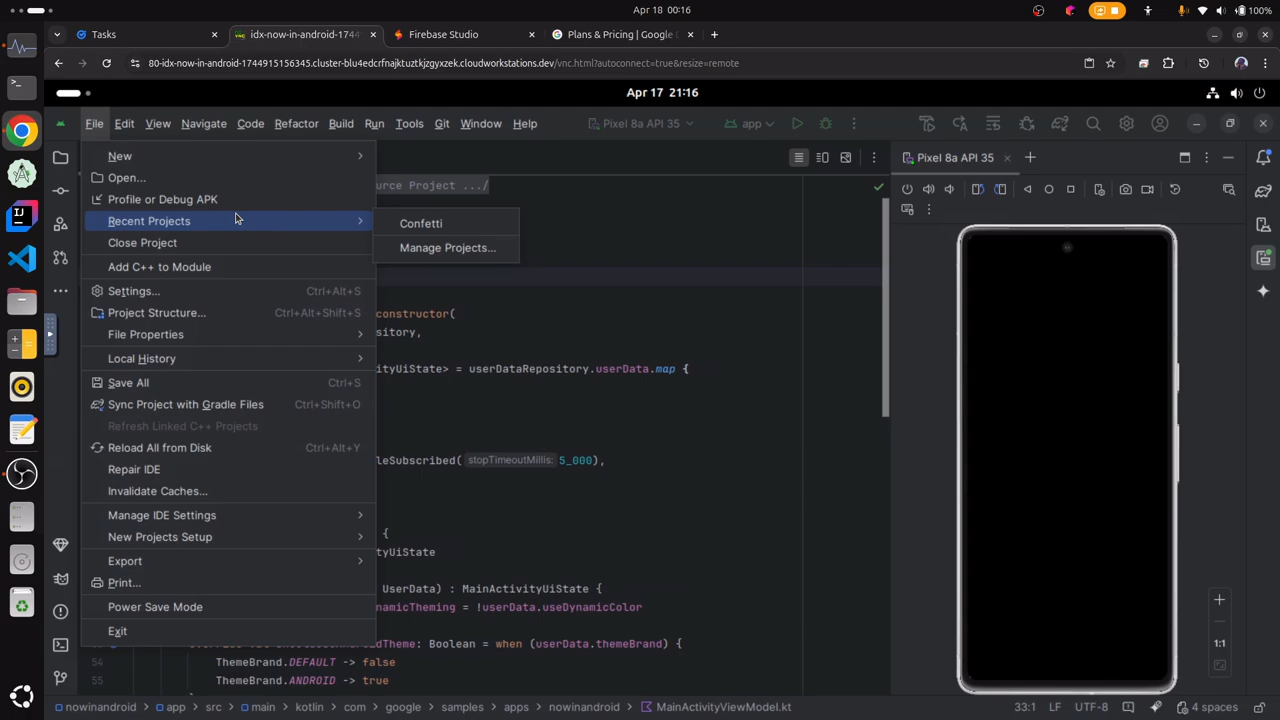 Apr 18 00:16
100%
Tasks
idx-now-in-android-1744
Firebase Studio
Plans & Pricing | Google
80-idx-now-in-android-1744915156345.cluster-blu4edcrfnajktuztkjzgyxzek.cloudworkstations.dev/vnc.html?autoconnect=true&resize=remote
Apr 17 21:16
File Edit View Navigate Code Refactor Build Run Tools Git Window Help
Pixel 8a API 35
app
New
Open...
Profile or Debug APK
Recent Projects
Close Project
Add C++ to Module
Settings... Ctrl+Alt+S
Project Structure... Ctrl+Alt+Shift+S
File Properties
Local History
Save All Ctrl+S
Sync Project with Gradle Files Ctrl+Shift+O
Refresh Linked C++ Projects
Reload All from Disk Ctrl+Alt+Y
Repair IDE
Invalidate Caches...
Manage IDE Settings
New Projects Setup
Export
Print...
Power Save Mode
Exit
Confetti
Manage Projects...
urce Project .../
constructor(
sitory,
ityUiState> = userDataRepository.userData.map {
leSubscribed( stopTimeoutMillis: 5_000),
{
ityUiState
UserData) : MainActivityUiState {
namicTheming = !userData.useDynamicColor
Theme: Boolean = when (userData.themeBrand) {
54 ThemeBrand.DEFAULT -> false
55 ThemeBrand.ANDROID -> true
Pixel 8a API 35
1:1
nowinandroid > app > src > main > kotlin > com > google > samples > apps > nowinandroid > MainActivityViewModel.kt
33:1 LF UTF-8 4 spaces